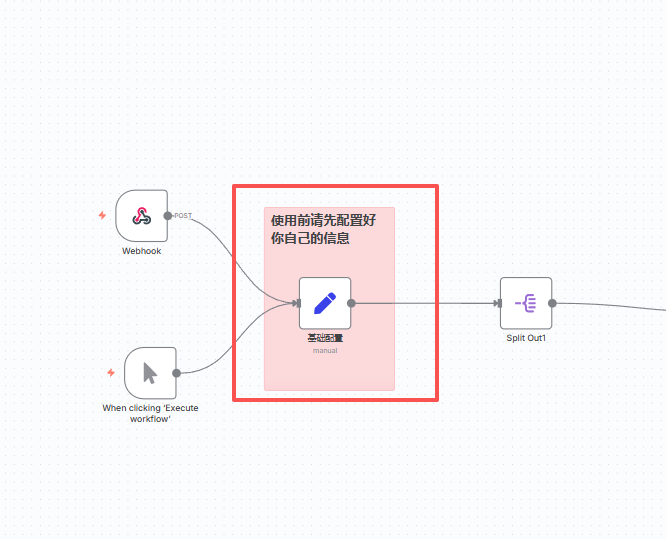 使用前请先配置好
你自己的信息
POST
Webhook
基础配置
manual
Split Out1
When clicking ‘Execute
workflow’